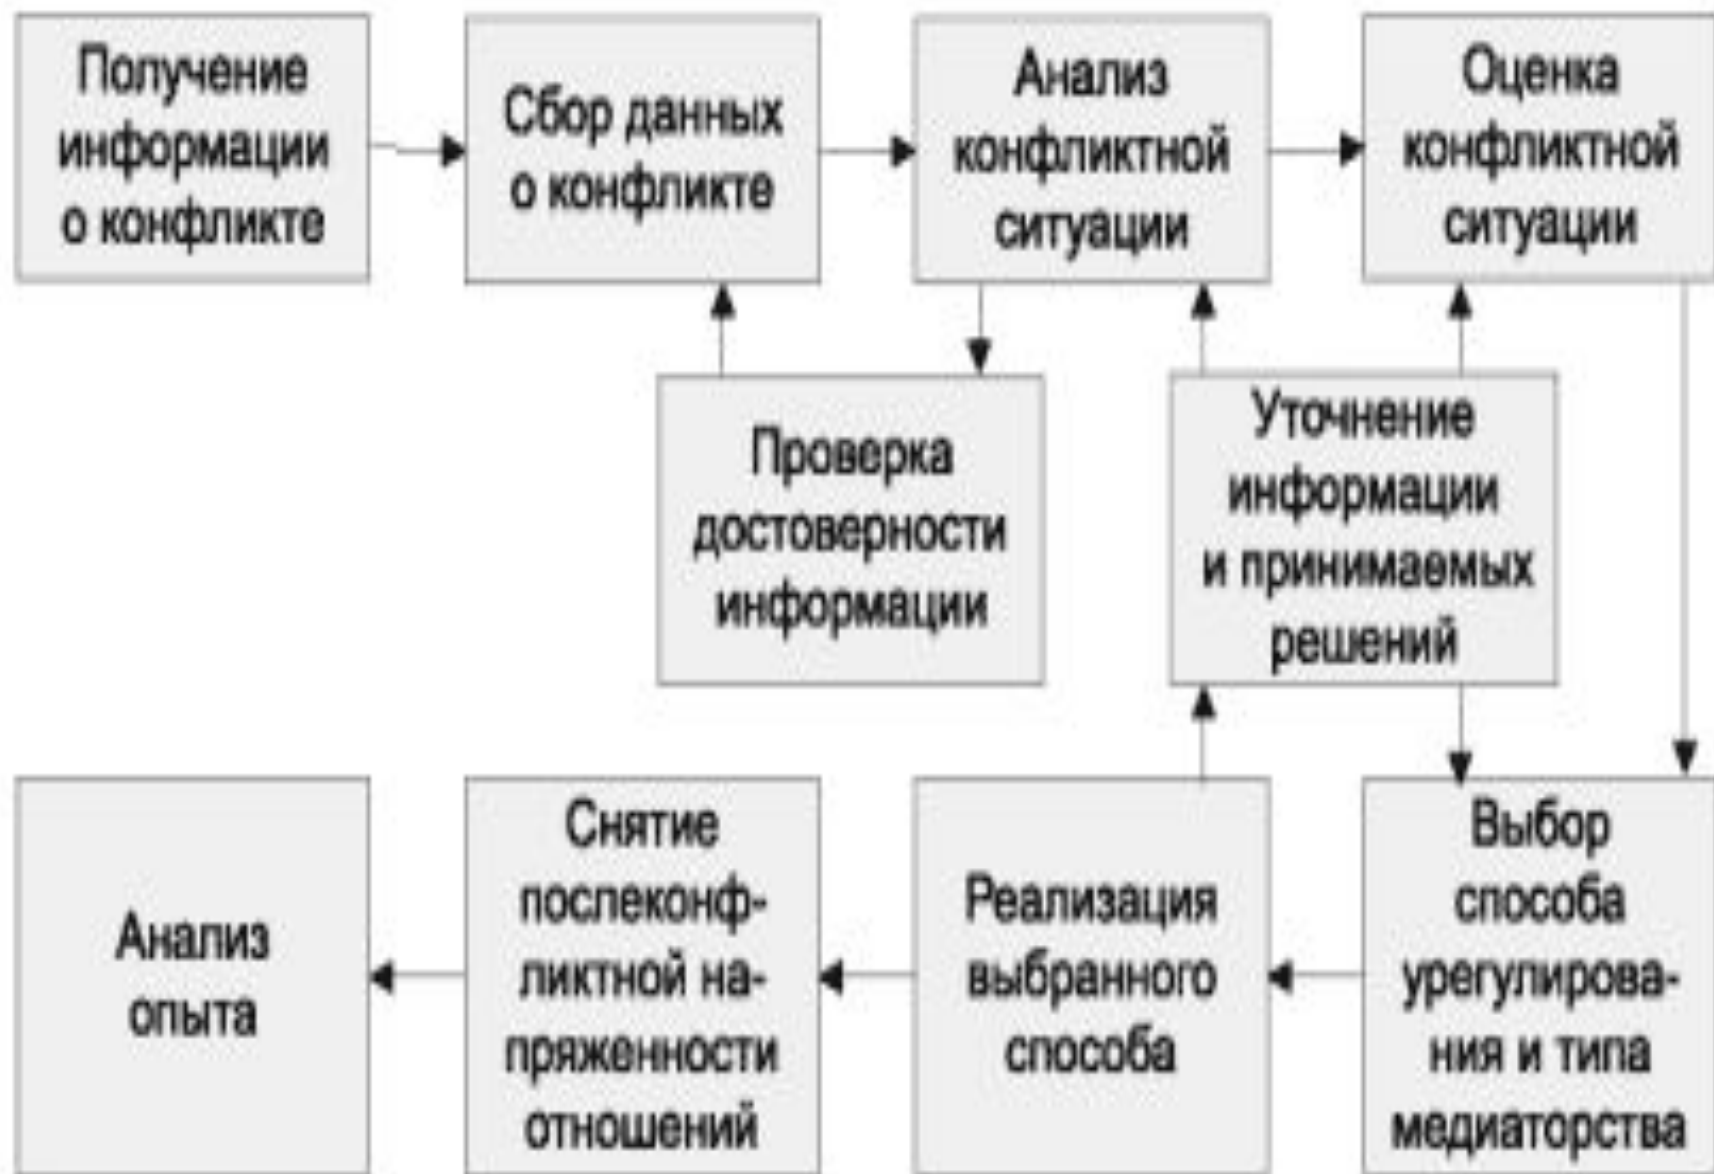 Получение
информации
о конфликте
Сбор данных
о конфликте
Анализ
конфликтной
ситуации
Оценка
конфликтной
ситуации
Проверка
достоверности
информации
Уточнение
информации
и принимаемых
решений
Анализ
опыта
Снятие
послеконф-
ликтной на-
пряженности
отношений
Реализация
выбранного
способа
Выбор
способа
урегулирова-
ния и типа
медиаторства